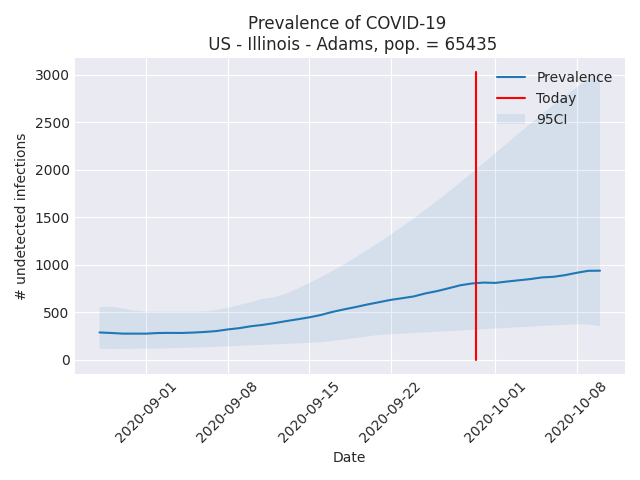 Prevalence of COVID-19
US - Illinois - Adams, pop. = 65435
Prevalence
Today
95CI
# undetected infections
3000
2500
2000
1500
1000
500
0
2020-09-01
2020-09-08
2020-09-15
2020-09-22
2020-10-01
2020-10-08
Date